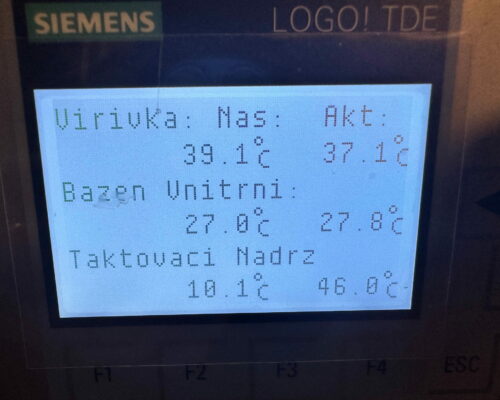 SIEMENS LOGO! TDE
Virivka: Nas: Akt:
39.1°C 37.1°C
Bazen Vnitrni:
27.0°C 27.8°C
Taktovaci Nadrz
10.1°C 46.0°C
F1 F2 F3 F4 ESC